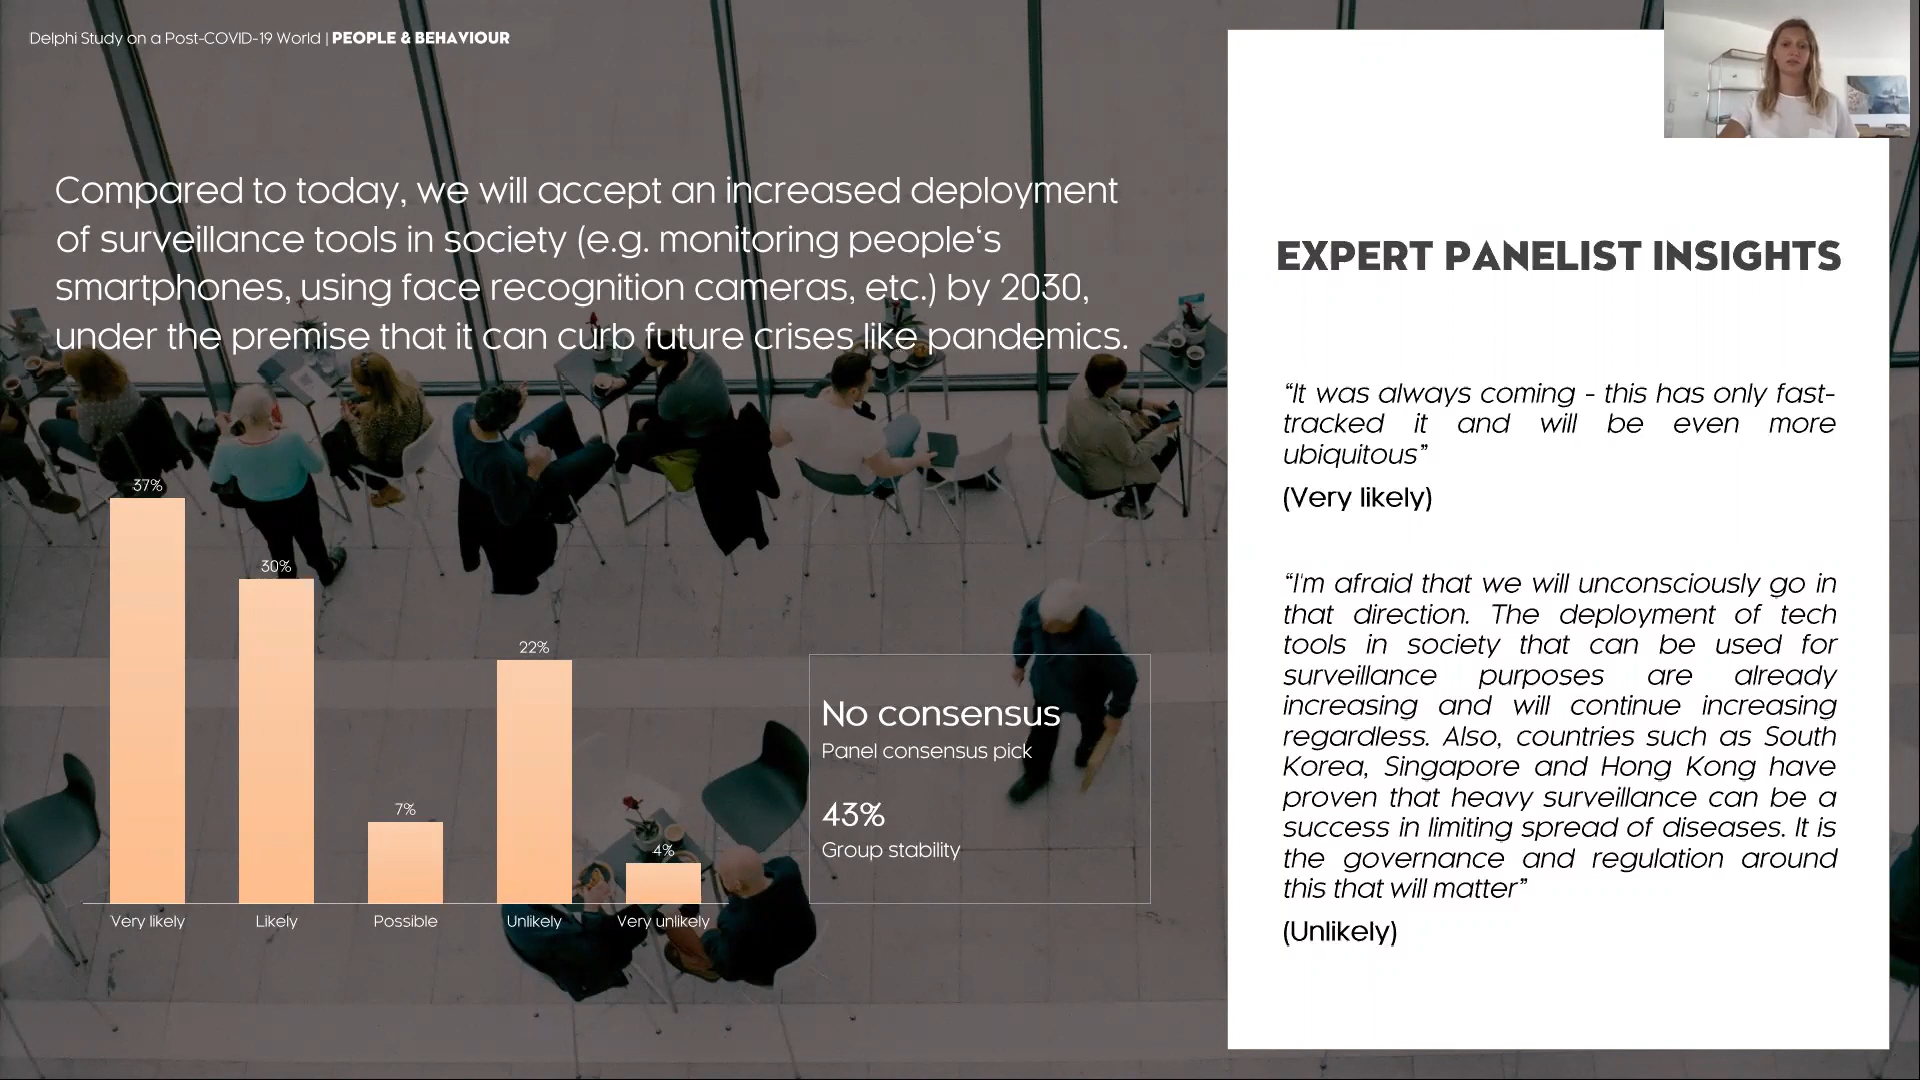 Delphi Study on a Post-COVID-19 World | PEOPLE & BEHAVIOUR
Compared to today, we will accept an increased deployment
of surveillance tools in society (e.g. monitoring people‘s
smartphones, using face recognition cameras, etc.) by 2030,
under the premise that it can curb future crises like pandemics.
37%
30%
7%
22%
4%
Very likely
Likely
Possible
Unlikely
Very unlikely
No consensus
Panel consensus pick
43%
Group stability
EXPERT PANELIST INSIGHTS
“It was always coming - this has only fast-
tracked it and will be even more
ubiquitous”
(Very likely)
“I'm afraid that we will unconsciously go in
that direction. The deployment of tech
tools in society that can be used for
surveillance purposes are already
increasing and will continue increasing
regardless. Also, countries such as South
Korea, Singapore and Hong Kong have
proven that heavy surveillance can be a
success in limiting spread of diseases. It is
the governance and regulation around
this that will matter”
(Unlikely)